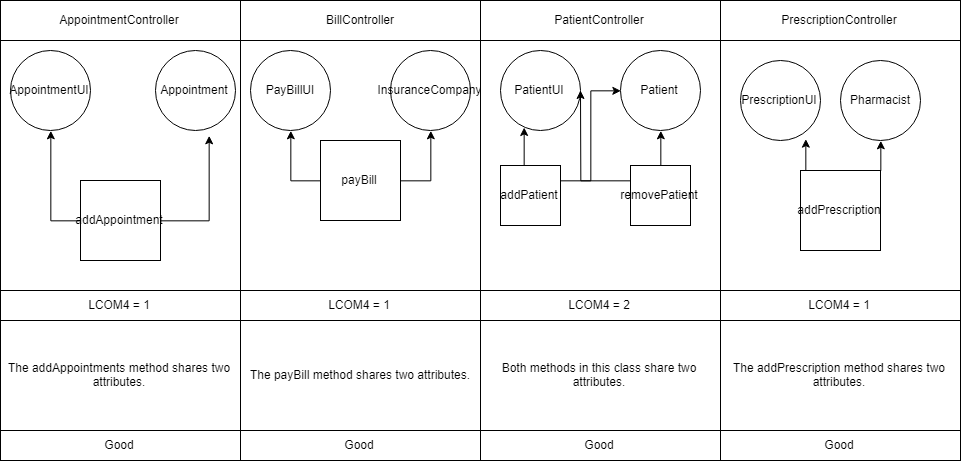 AppointmentController
BillController
PatientController
PrescriptionController
AppointmentUI
Appointment
addAppointment
PayBillUI
InsuranceCompany
payBill
PatientUI
Patient
addPatient
removePatient
PrescriptionUI
Pharmacist
addPrescription
LCOM4 = 1
LCOM4 = 1
LCOM4 = 2
LCOM4 = 1
The addAppointments method shares two
attributes.
The payBill method shares two attributes.
Both methods in this class share two
attributes.
The addPrescription method shares two
attributes.
Good
Good
Good
Good